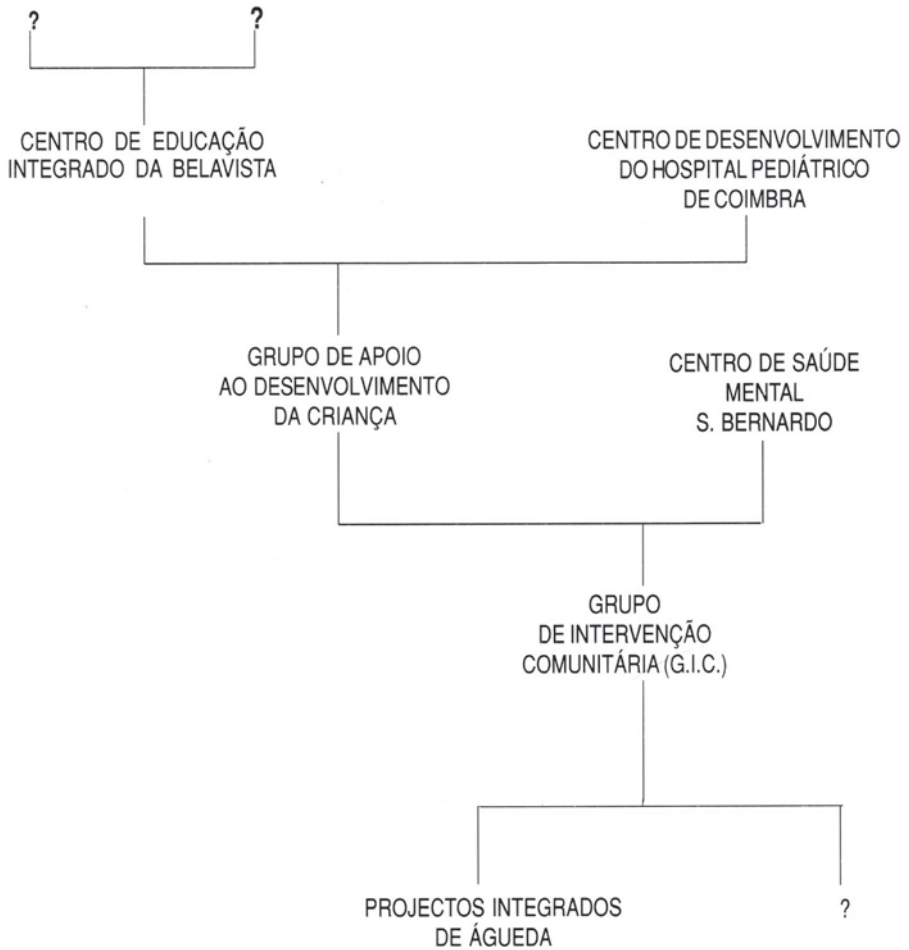 ?
?
CENTRO DE EDUCAÇÃO
INTEGRADO DA BELAVISTA
CENTRO DE DESENVOLVIMENTO
DO HOSPITAL PEDIÁTRICO
DE COIMBRA
GRUPO DE APOIO
AO DESENVOLVIMENTO
DA CRIANÇA
CENTRO DE SAÚDE
MENTAL
S. BERNARDO
GRUPO
DE INTERVENÇÃO
COMUNITÁRIA (G.I.C.)
PROJECTOS INTEGRADOS
DE ÁGUEDA
?